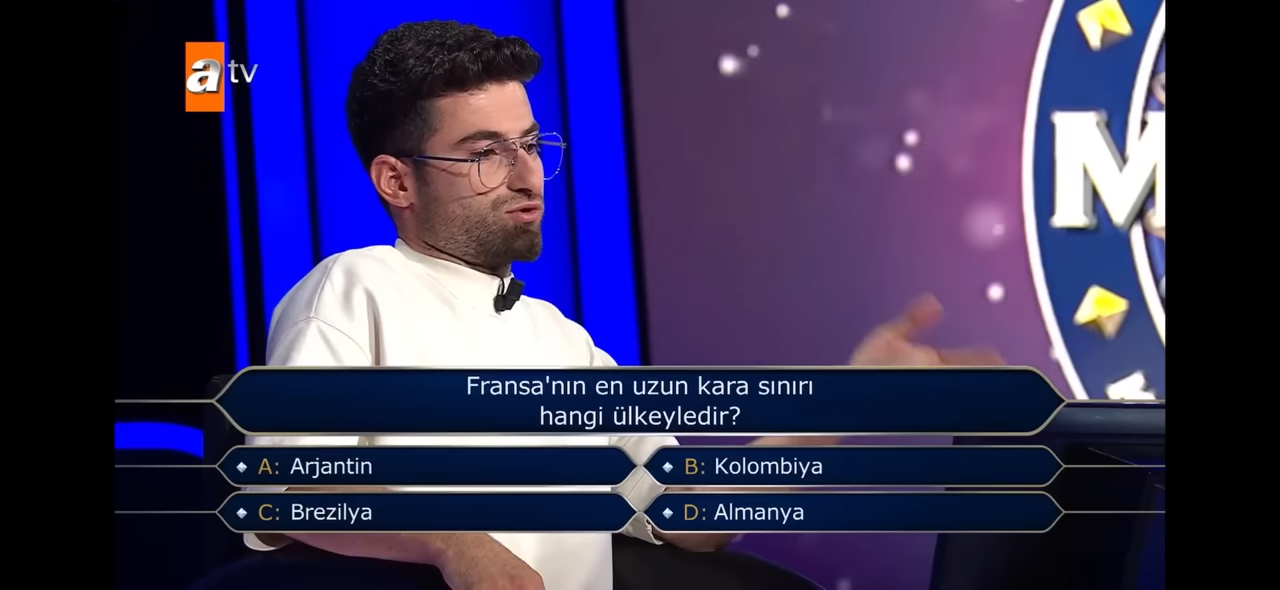 atv
M
Fransa'nın en uzun kara sınırı
hangi ülkeyledir?
A: Arjantin
B: Kolombiya
C: Brezilya
D: Almanya